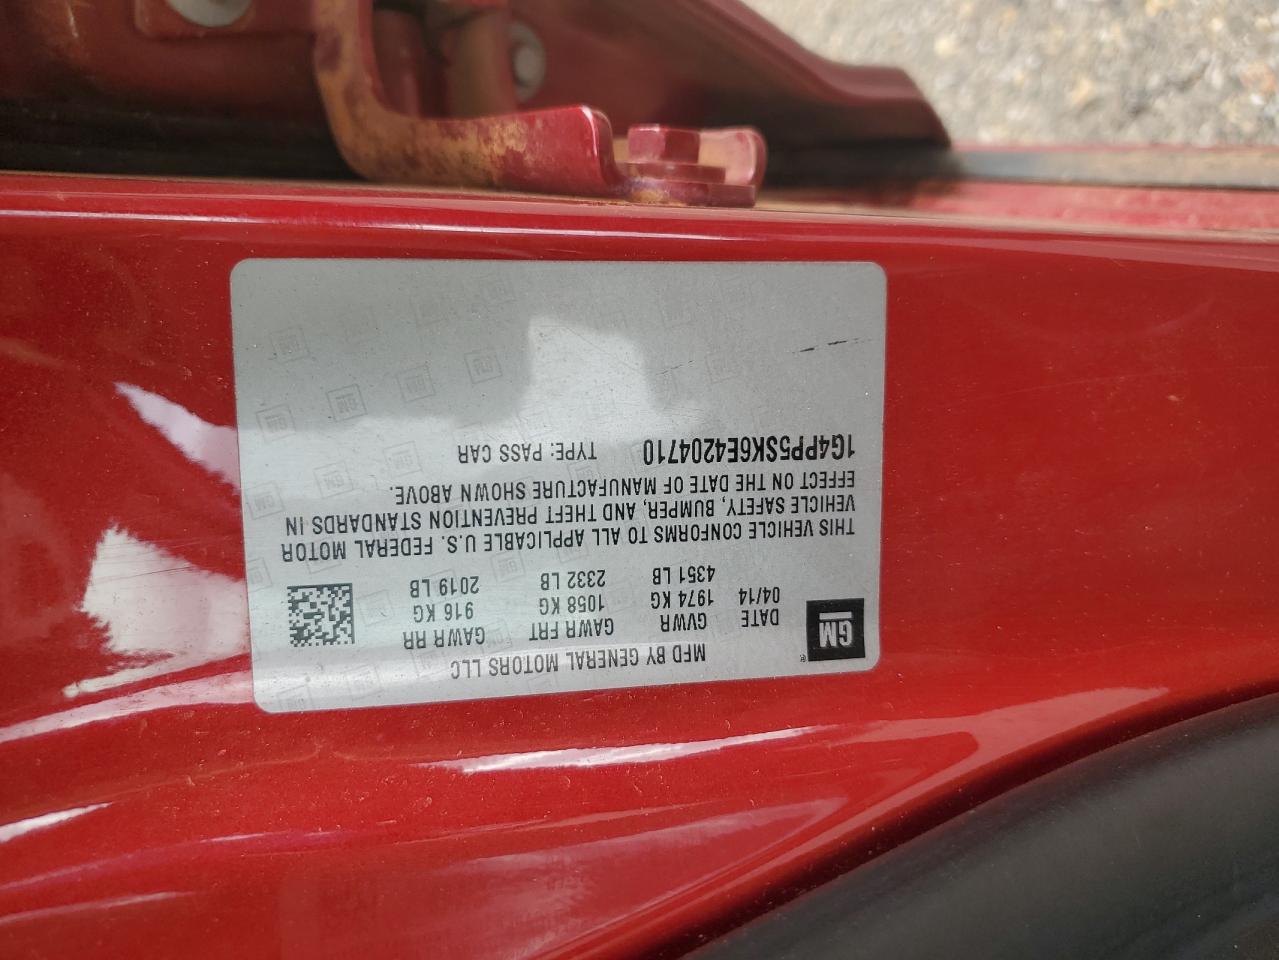 MFD BY GENERAL MOTORS LLC
GM ®
DATE GVWR GAWR FRT GAWR RR
04/14 1974 KG 1058 KG 916 KG
4351 LB 2332 LB 2019 LB
THIS VEHICLE CONFORMS TO ALL APPLICABLE U.S. FEDERAL MOTOR
VEHICLE SAFETY, BUMPER, AND THEFT PREVENTION STANDARDS IN
EFFECT ON THE DATE OF MANUFACTURE SHOWN ABOVE.
1G4PP5SK6E4204710 TYPE: PASS CAR